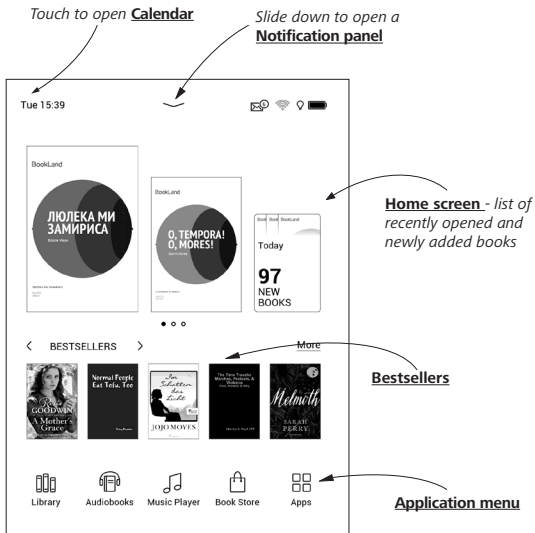 Touch to open Calendar
Slide down to open a
Notification panel
Tue 15:39
BookLand
ЛЮЛЕКА МИ
ЗАМИРИСА
BookLand
O, TEMPORA!
O, MORES!
BookLand
Today
97
NEW
BOOKS
Home screen - list of
recently opened and
newly added books
BESTSELLERS
More
Rosie
GOODWIN
A Mother's
Grace
Normal People
Eat Tofu, Too
Im
Schatten
das
Licht
JOJO MOYES
The Time Traveler
Melmoth
SARAH
PERRY
Bestsellers
Library
Audiobooks
Music Player
Book Store
Apps
Application menu